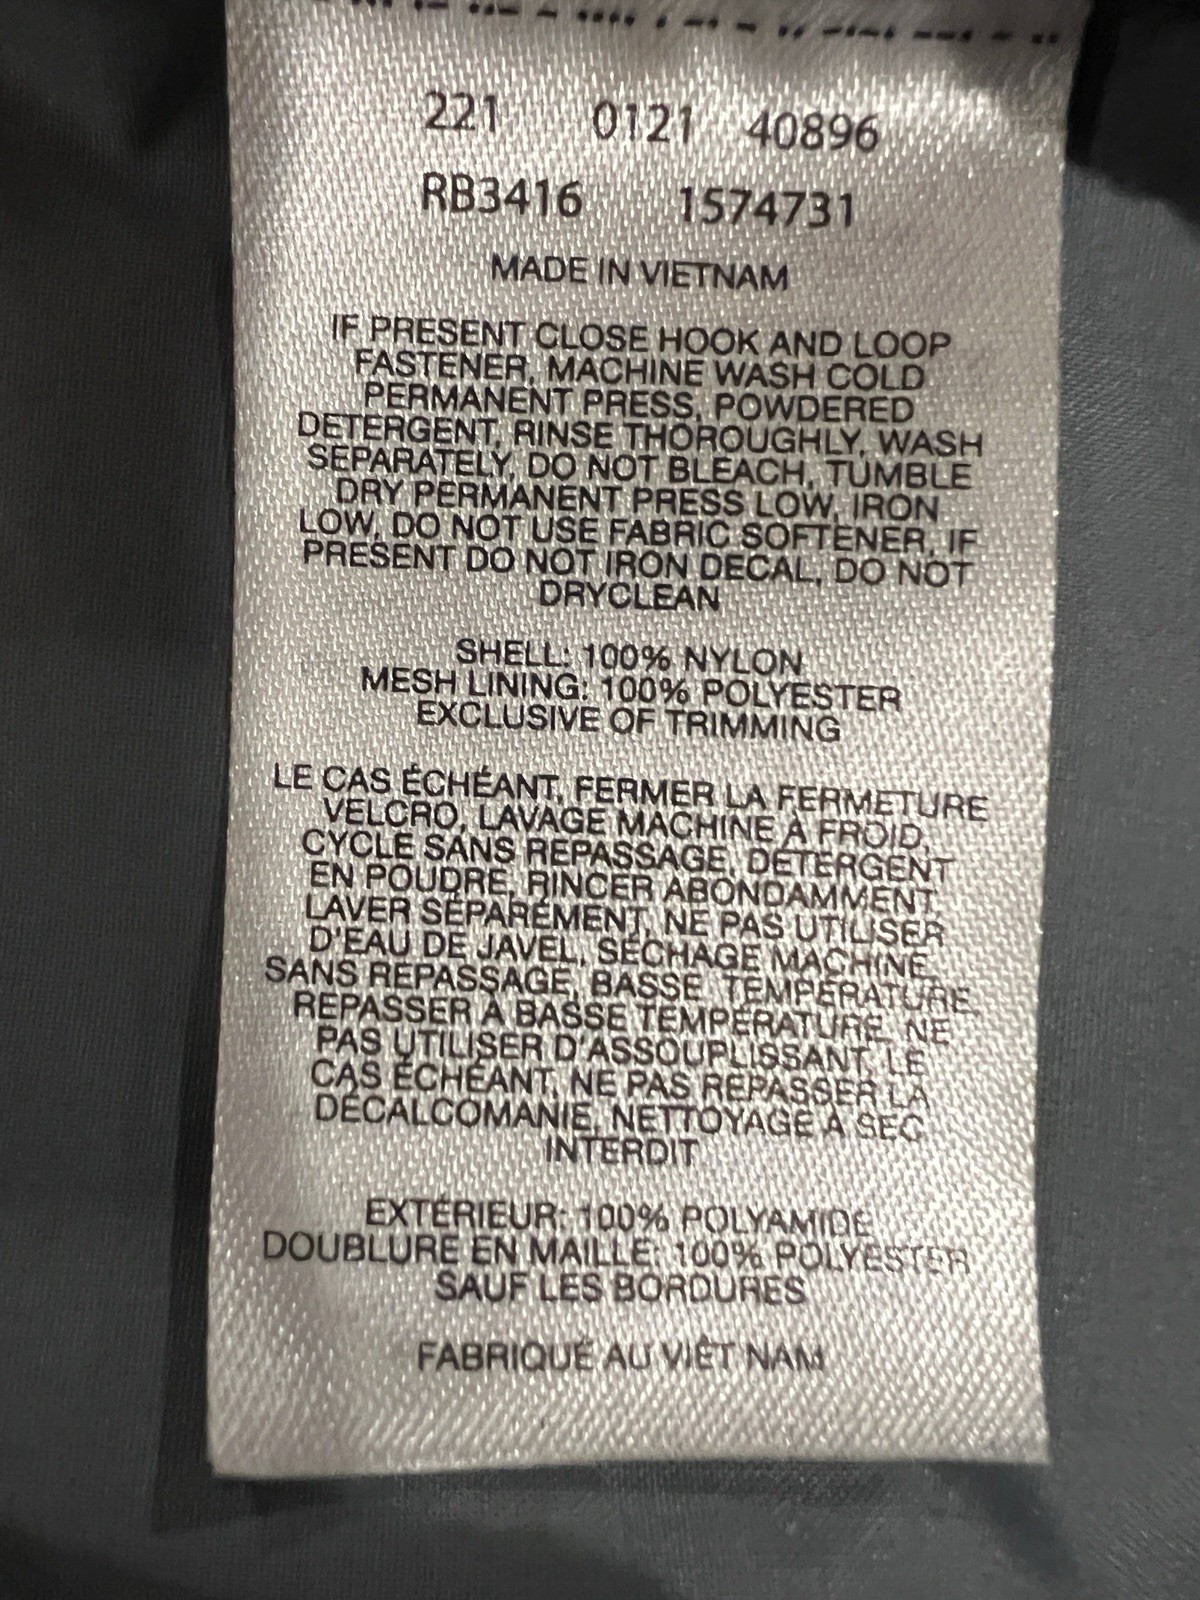 221 0121 40896
RB3416 1574731
MADE IN VIETNAM
IF PRESENT CLOSE HOOK AND LOOP
FASTENER, MACHINE WASH COLD
PERMANENT PRESS, POWDERED
DETERGENT, RINSE THOROUGHLY, WASH
SEPARATELY, DO NOT BLEACH, TUMBLE
DRY PERMANENT PRESS LOW, IRON
LOW, DO NOT USE FABRIC SOFTENER, IF
PRESENT DO NOT IRON DECAL, DO NOT
DRYCLEAN
SHELL: 100% NYLON
MESH LINING: 100% POLYESTER
EXCLUSIVE OF TRIMMING
LE CAS ÉCHÉANT, FERMER LA FERMETURE
VELCRO, LAVAGE MACHINE À FROID,
CYCLE SANS REPASSAGE, DÉTERGENT
EN POUDRE, RINCER ABONDAMMENT,
LAVER SÉPARÉMENT, NE PAS UTILISER
D'EAU DE JAVEL, SÉCHAGE MACHINE,
SANS REPASSAGE, BASSE TEMPÉRATURE,
REPASSER À BASSE TEMPÉRATURE, NE
PAS UTILISER D'ASSOUPLISSANT, LE
CAS ÉCHÉANT, NE PAS REPASSER LA
DÉCALCOMANIE, NETTOYAGE À SEC
INTERDIT
EXTÉRIEUR: 100% POLYAMIDE
DOUBLURE EN MAILLE: 100% POLYESTER
SAUF LES BORDURES
FABRIQUÉ AU VIÊT NAM